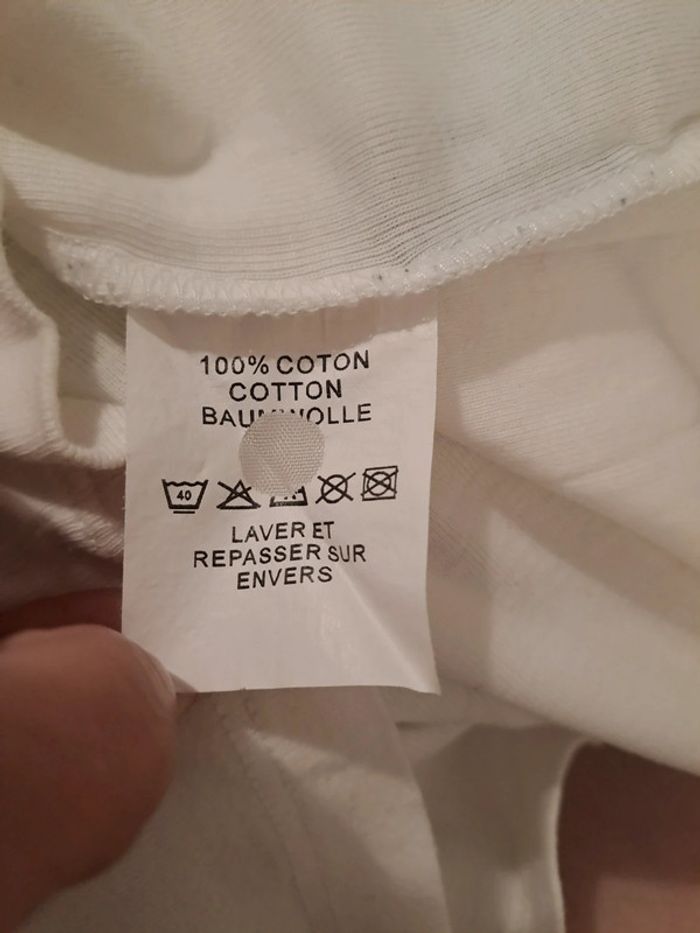 100% COTON
COTTON
40
LAVER ET
REPASSER SUR
ENVERS